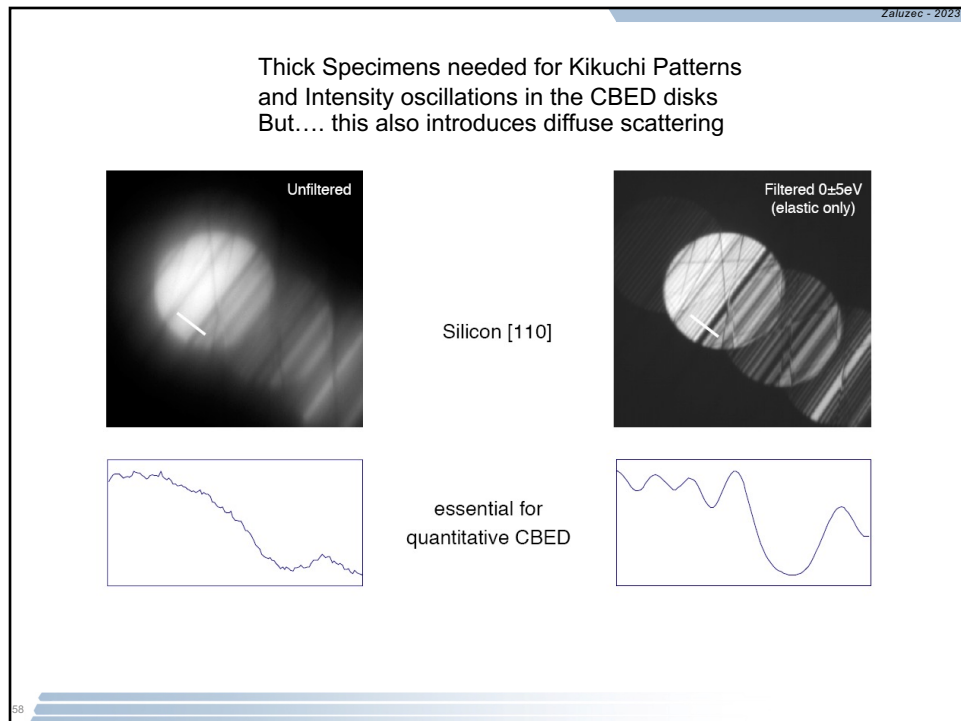 Zaluzec - 2023
Thick Specimens needed for Kikuchi Patterns
and Intensity oscillations in the CBED disks
But.... this also introduces diffuse scattering
Unfiltered
Filtered 0±5eV
(elastic only)
Silicon [110]
essential for
quantitative CBED
58